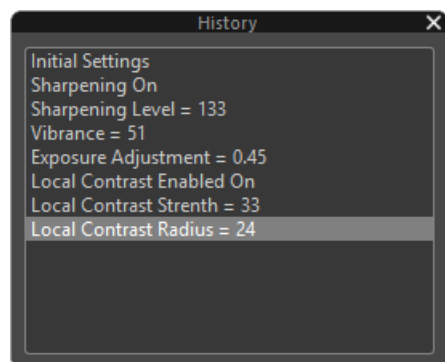 History
Initial Settings
Sharpening On
Sharpening Level = 133
Vibrance = 51
Exposure Adjustment = 0.45
Local Contrast Enabled On
Local Contrast Strenth = 33
Local Contrast Radius = 24